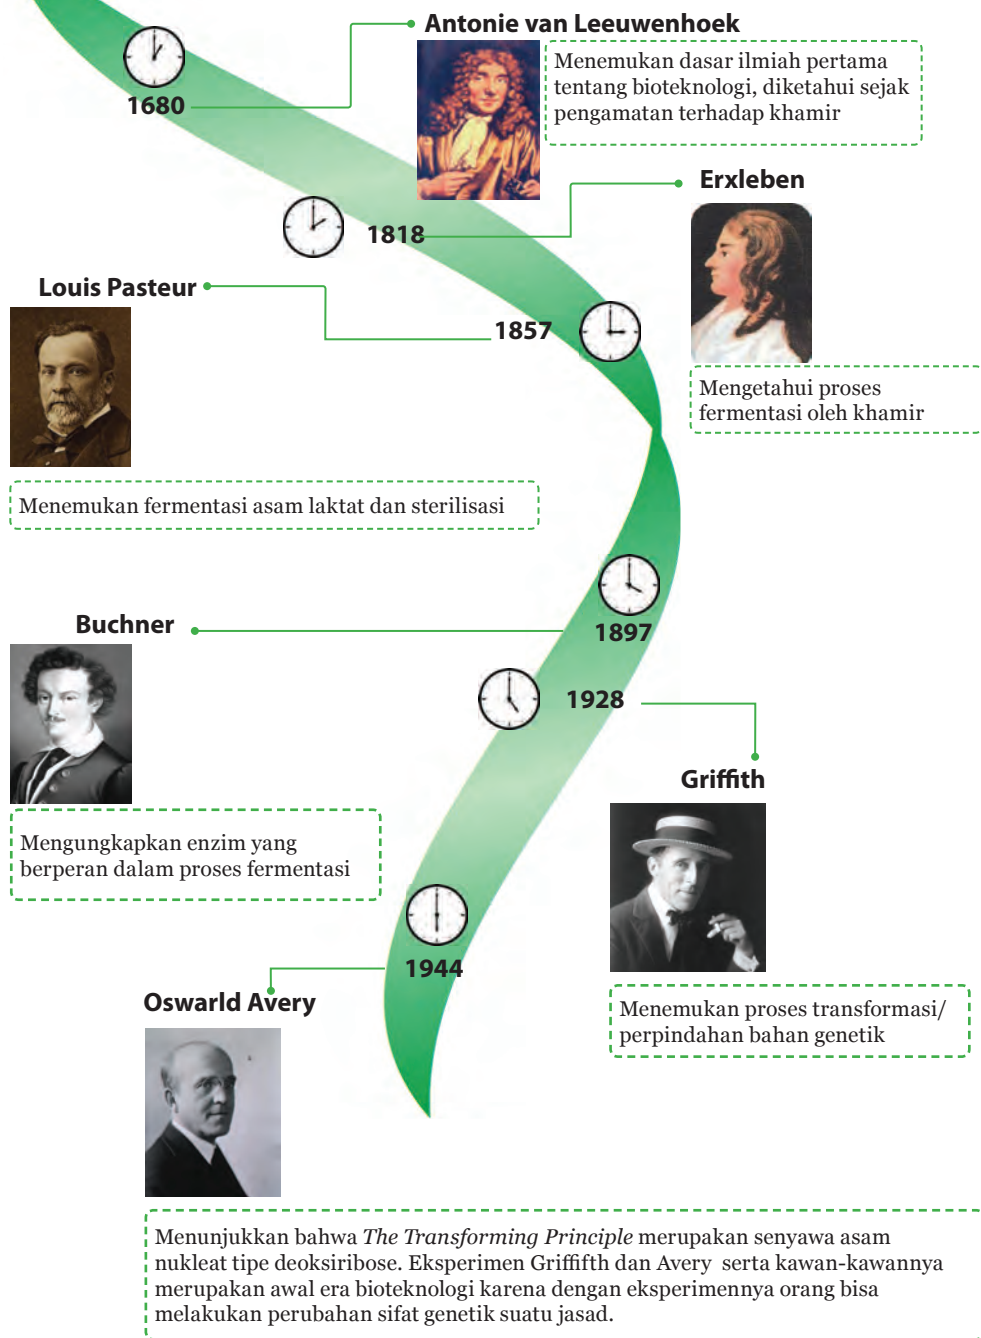 Antonie van Leeuwenhoek
Menemukan dasar ilmiah pertama
tentang bioteknologi, diketahui sejak
pengamatan terhadap khamir
1680
Erxleben
1818
Mengetahui proses
fermentasi oleh khamir
Louis Pasteur
1857
Menemukan fermentasi asam laktat dan sterilisasi
Buchner
1897
Mengungkapkan enzim yang
berperan dalam proses fermentasi
1928
Griffith
Menemukan proses transformasi/
perpindahan bahan genetik
1944
Oswarld Avery
Menunjukkan bahwa The Transforming Principle merupakan senyawa asam
nukleat tipe deoksiribose. Eksperimen Griffifth dan Avery serta kawan-kawannya
merupakan awal era bioteknologi karena dengan eksperimennya orang bisa
melakukan perubahan sifat genetik suatu jasad.